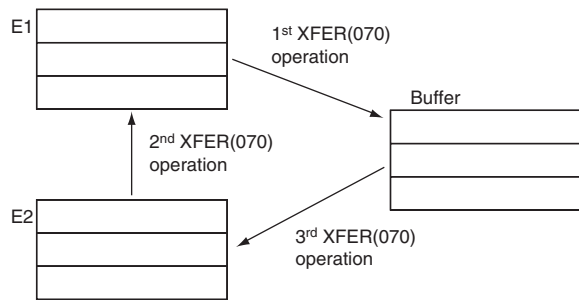 E1
1st XFER(070)
operation
Buffer
2nd XFER(070)
operation
E2
3rd XFER(070)
operation